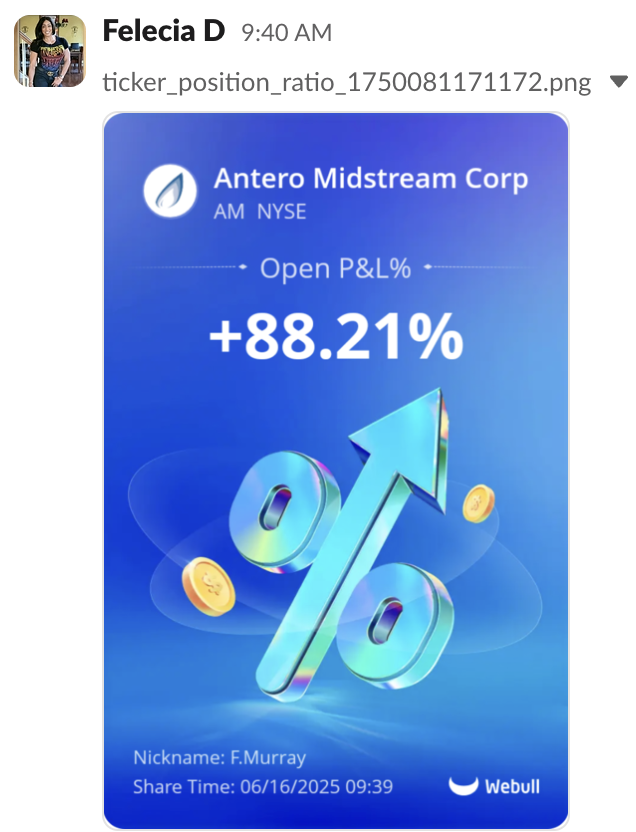 Felecia D 9:40 AM
ticker_position_ratio_1750081171172.png
Antero Midstream Corp
AM NYSE
Open P&L%
+88.21%
Nickname: F.Murray
Share Time: 06/16/2025 09:39
Webull